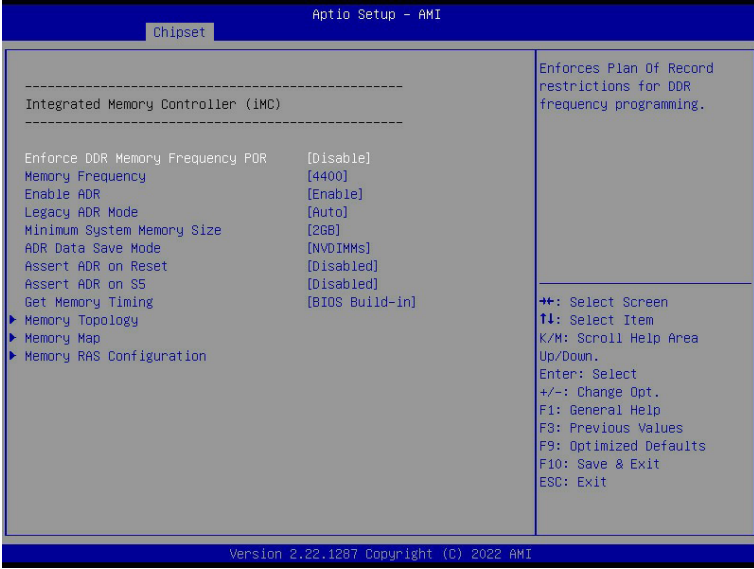 Aptio Setup - AMI
Chipset
--------------------------------------------------
Integrated Memory Controller (iMC)
--------------------------------------------------
Enforce DDR Memory Frequency POR [Disable]
Memory Frequency [4400]
Enable ADR [Enable]
Legacy ADR Mode [Auto]
Minimum System Memory Size [2GB]
ADR Data Save Mode [NVDIMMs]
Assert ADR on Reset [Disabled]
Assert ADR on S5 [Disabled]
Get Memory Timing [BIOS Build-in]
▶ Memory Topology
▶ Memory Map
▶ Memory RAS Configuration
Enforces Plan Of Record
restrictions for DDR
frequency programming.
→←: Select Screen
↑↓: Select Item
K/M: Scroll Help Area
Up/Down.
Enter: Select
+/-: Change Opt.
F1: General Help
F3: Previous Values
F9: Optimized Defaults
F10: Save & Exit
ESC: Exit
Version 2.22.1287 Copyright (C) 2022 AMI